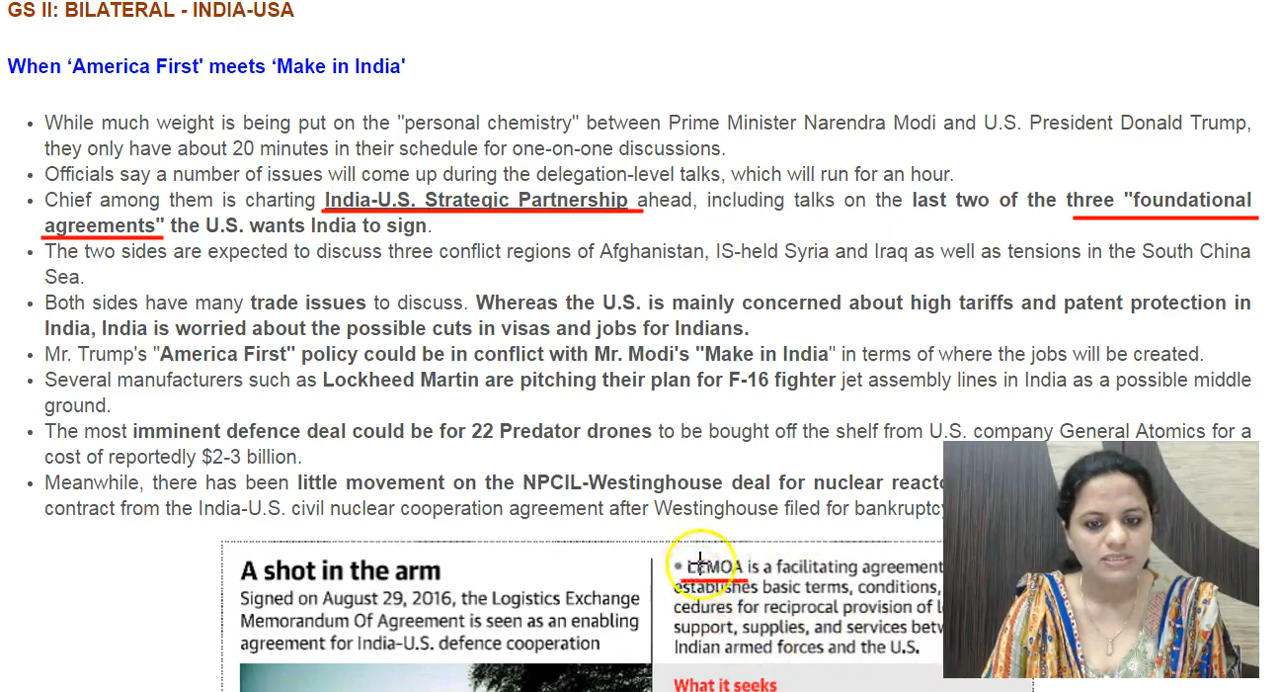 GS II: BILATERAL - INDIA-USA
When ‘America First' meets ‘Make in India'
• While much weight is being put on the "personal chemistry" between Prime Minister Narendra Modi and U.S. President Donald Trump,
they only have about 20 minutes in their schedule for one-on-one discussions.
• Officials say a number of issues will come up during the delegation-level talks, which will run for an hour.
• Chief among them is charting India-U.S. Strategic Partnership ahead, including talks on the last two of the three "foundational
agreements" the U.S. wants India to sign.
• The two sides are expected to discuss three conflict regions of Afghanistan, IS-held Syria and Iraq as well as tensions in the South China
Sea.
• Both sides have many trade issues to discuss. Whereas the U.S. is mainly concerned about high tariffs and patent protection in
India, India is worried about the possible cuts in visas and jobs for Indians.
• Mr. Trump's "America First" policy could be in conflict with Mr. Modi's "Make in India" in terms of where the jobs will be created.
• Several manufacturers such as Lockheed Martin are pitching their plan for F-16 fighter jet assembly lines in India as a possible middle
ground.
• The most imminent defence deal could be for 22 Predator drones to be bought off the shelf from U.S. company General Atomics for a
cost of reportedly $2-3 billion.
• Meanwhile, there has been little movement on the NPCIL-Westinghouse deal for nuclear
contract from the India-U.S. civil nuclear cooperation agreement after Westinghouse filed for
A shot in the arm
Signed on August 29, 2016, the Logistics Exchange
Memorandum Of Agreement is seen as an enabling
agreement for India-U.S. defence cooperation
• LEMOA is a facilitating agreement
establishes basic terms, conditions,
cedures for reciprocal provision of
support, supplies, and services
Indian armed forces and the U.S.
What it seeks